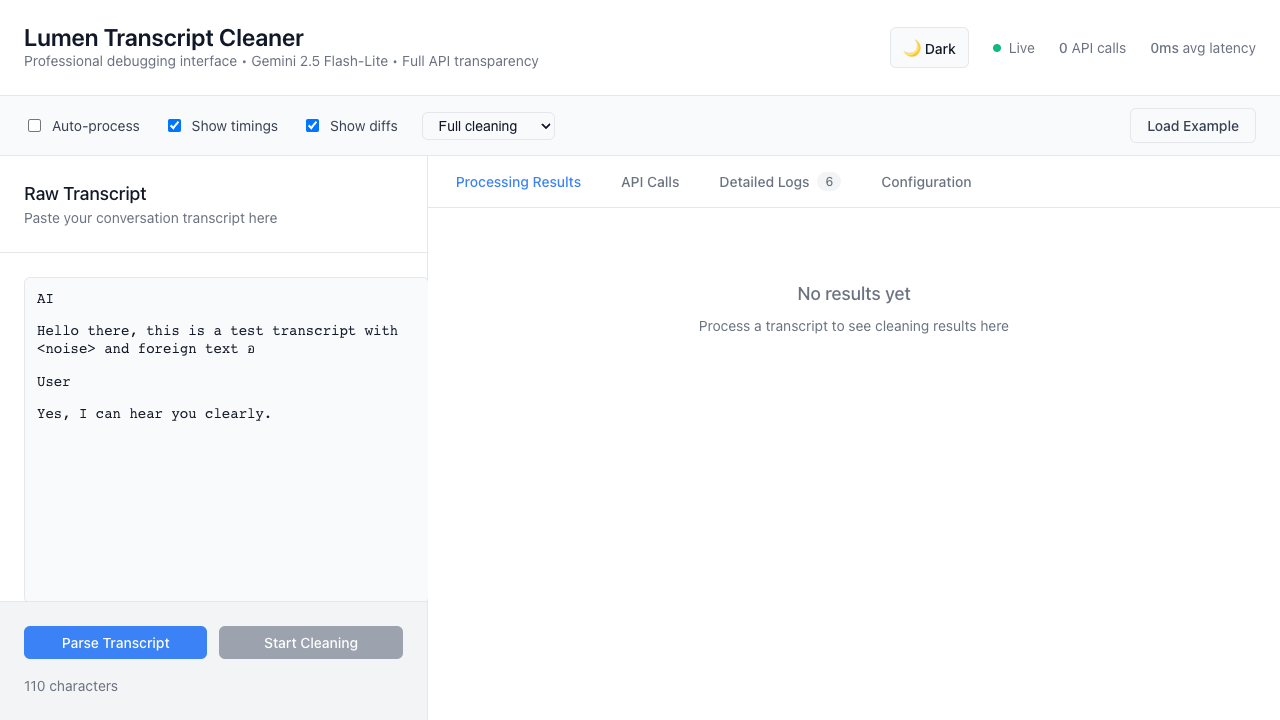 Lumen Transcript Cleaner
Professional debugging interface • Gemini 2.5 Flash-Lite • Full API transparency
🌙 Dark
Live
0 API calls
0ms avg latency
Auto-process
Show timings
Show diffs
Full cleaning
Load Example
Raw Transcript
Paste your conversation transcript here
Processing Results
API Calls
Detailed Logs 6
Configuration
AI
Hello there, this is a test transcript with
<noise> and foreign text อ
User
Yes, I can hear you clearly.
No results yet
Process a transcript to see cleaning results here
Parse Transcript
Start Cleaning
110 characters